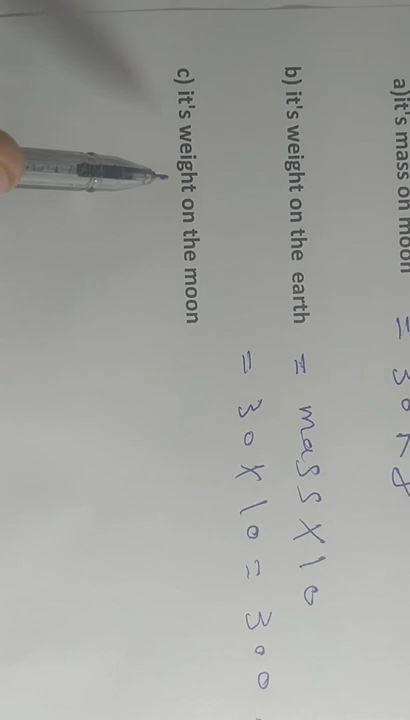 a)it's mass on moon = 30 Kg
b) it's weight on the earth = mass x 10
= 30 x 10 = 300
c) it's weight on the moon